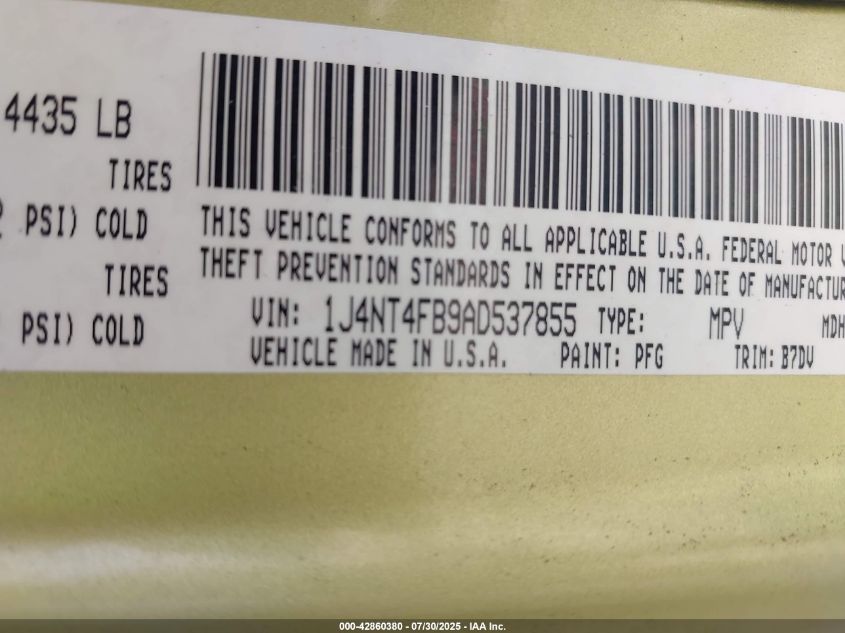 4435 LB
TIRES
PSI) COLD
TIRES
PSI) COLD
THIS VEHICLE CONFORMS TO ALL APPLICABLE U.S.A. FEDERAL MOTOR V
THEFT PREVENTION STANDARDS IN EFFECT ON THE DATE OF MANUFACTUR
VIN: 1J4NT4FB9AD537855 TYPE: MPV MDH
VEHICLE MADE IN U.S.A. PAINT: PFG TRIM: B7DV
000-42860380 - 07/30/2025 - IAA Inc.